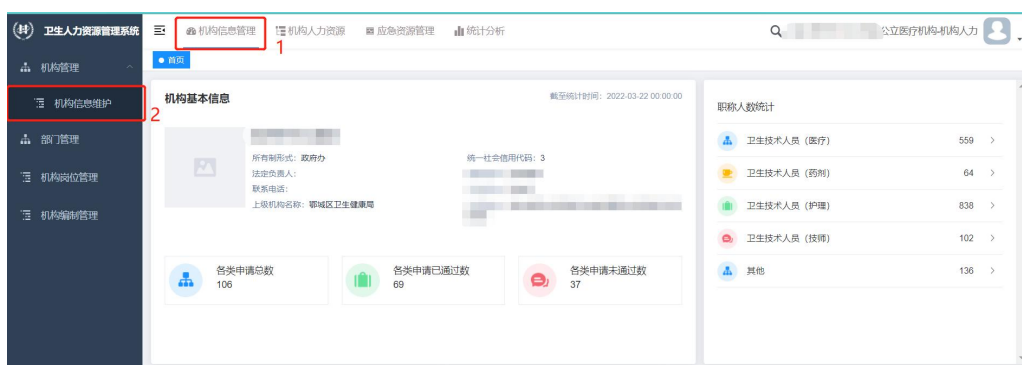 卫生人力资源管理系统
机构信息管理 机构人力资源 应急资源管理 统计分析
公立医疗机构-机构人力
1
机构管理
首页
机构信息维护
2
部门管理
机构岗位管理
机构编制管理
机构基本信息
截至统计时间：2022-03-22 00:00:00
所有制形式：政府办
统一社会信用代码：3
法定负责人：
联系电话：
上级机构名称：鄂城区卫生健康局
各类申请总数
106
各类申请已通过数
69
各类申请未通过数
37
职称人数统计
卫生技术人员（医疗） 559
卫生技术人员（药剂） 64
卫生技术人员（护理） 838
卫生技术人员（技师） 102
其他 136